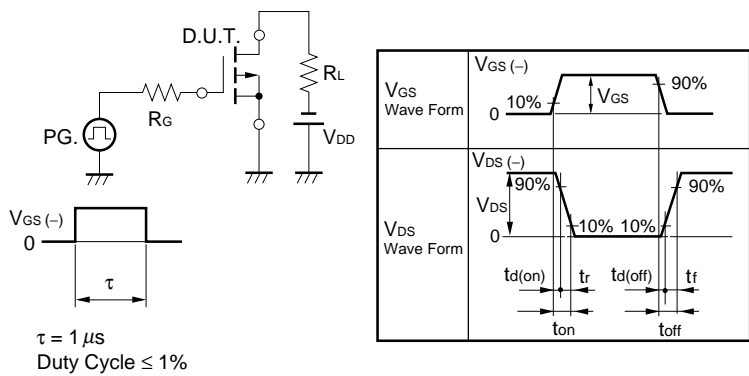 D.U.T.
RL
RG
PG.
VDD
VGS (−)
0
τ
τ = 1 μs
Duty Cycle ≤ 1%
VGS
Wave Form
VGS (−)
10%
0
VGS
90%
VDS
Wave Form
VDS (−)
90%
VDS
0
10%
10%
90%
td(on)
tr
td(off)
tf
ton
toff